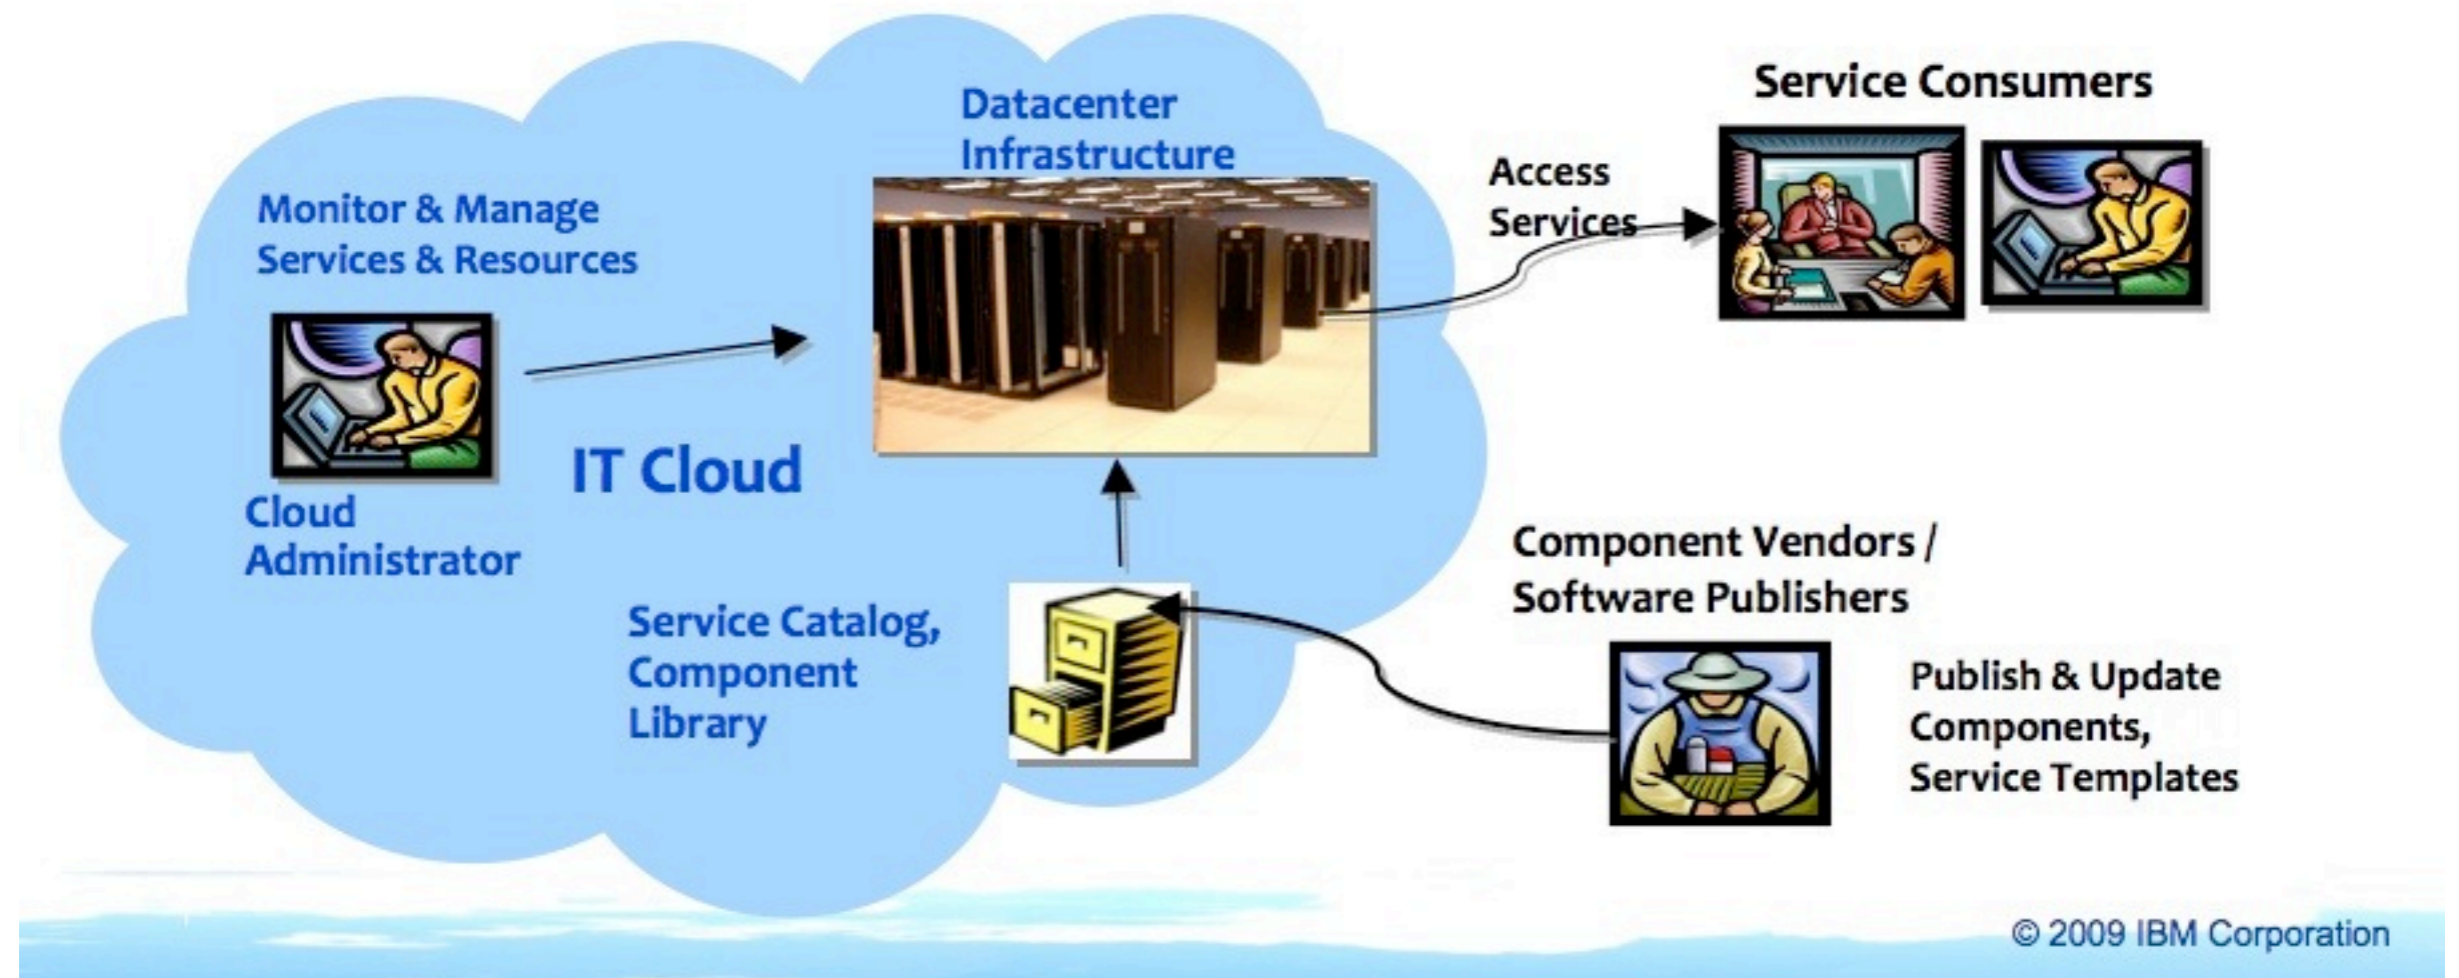 Datacenter
Infrastructure
Monitor & Manage
Services & Resources
Cloud
Administrator
IT Cloud
Service Catalog,
Component
Library
Service Consumers
Access
Services
Component Vendors /
Software Publishers
Publish & Update
Components,
Service Templates
© 2009 IBM Corporation